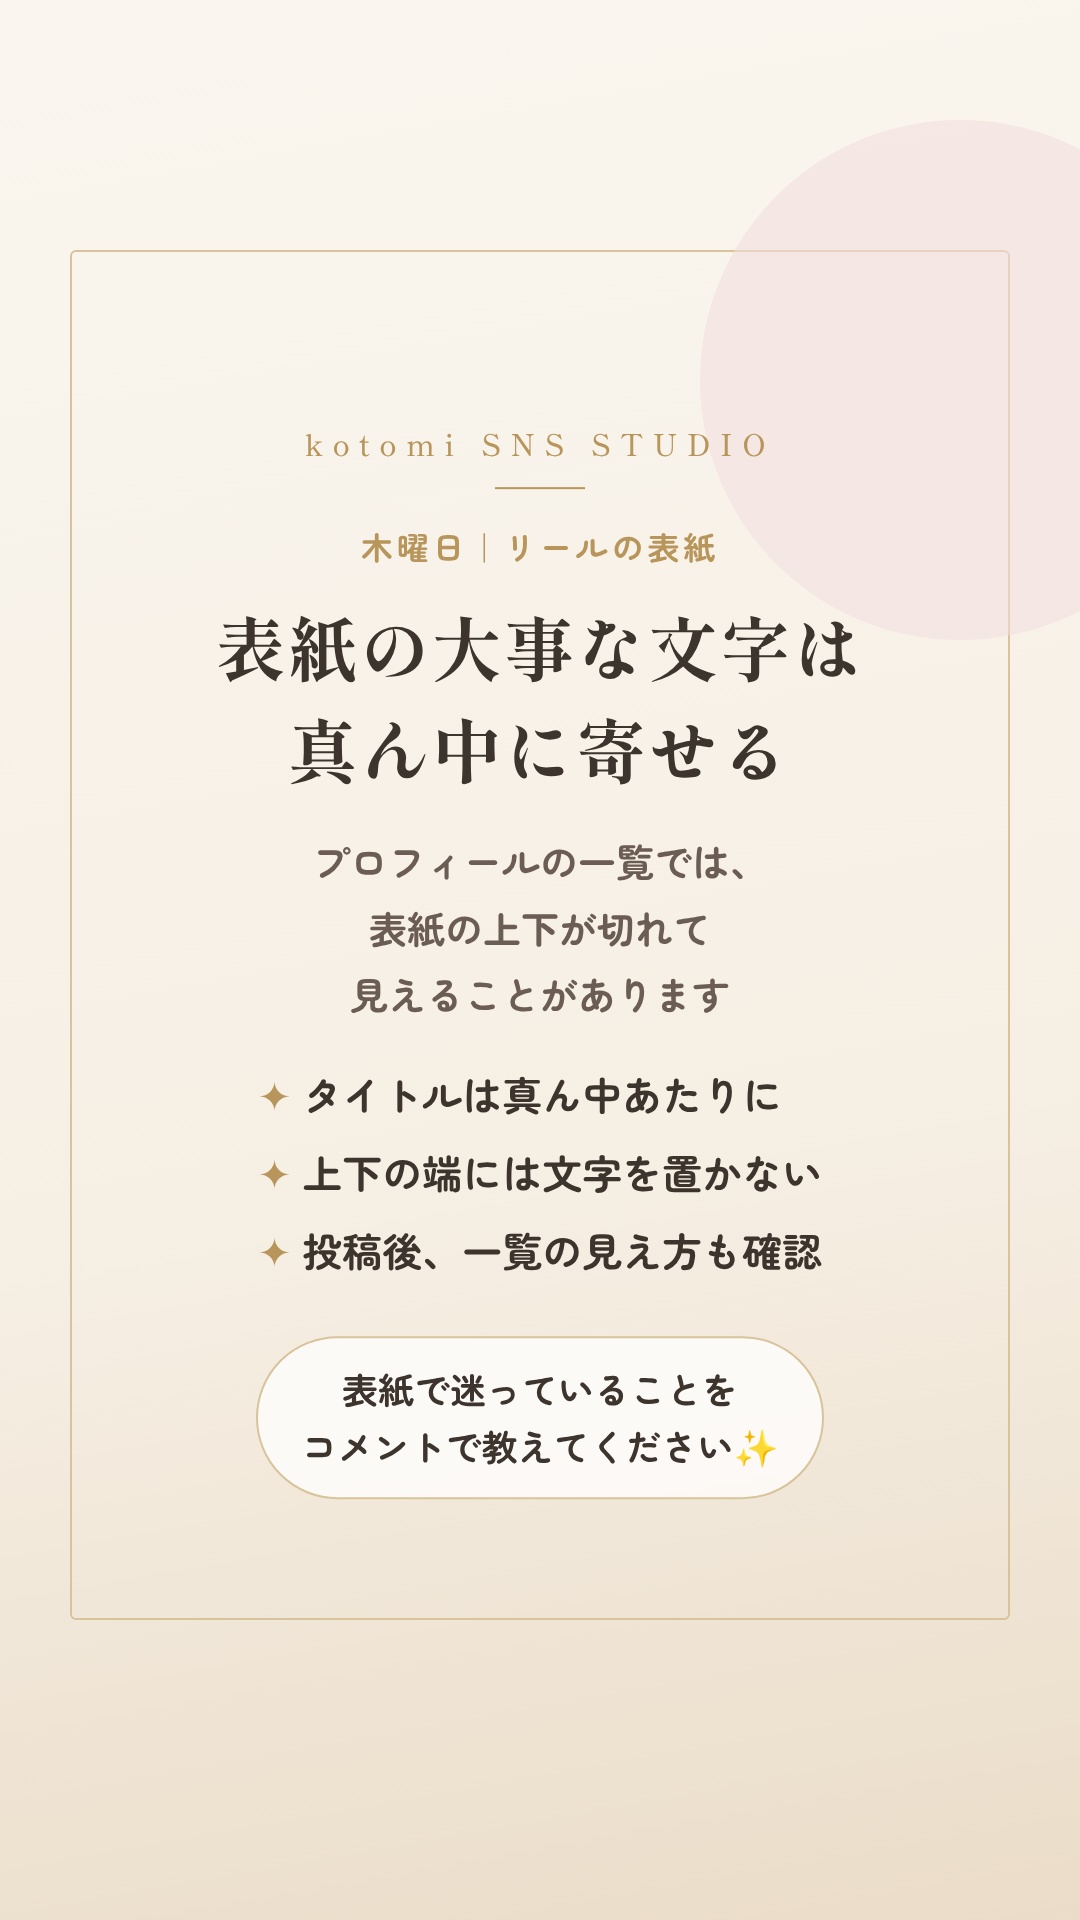 kotomi SNS STUDIO
木曜日｜リールの表紙
表紙の大事な文字は
真ん中に寄せる
プロフィールの一覧では、
表紙の上下が切れて
見えることがあります
✦ タイトルは真ん中あたりに
✦ 上下の端には文字を置かない
✦ 投稿後、一覧の見え方も確認
表紙で迷っていることを
コメントで教えてください✨